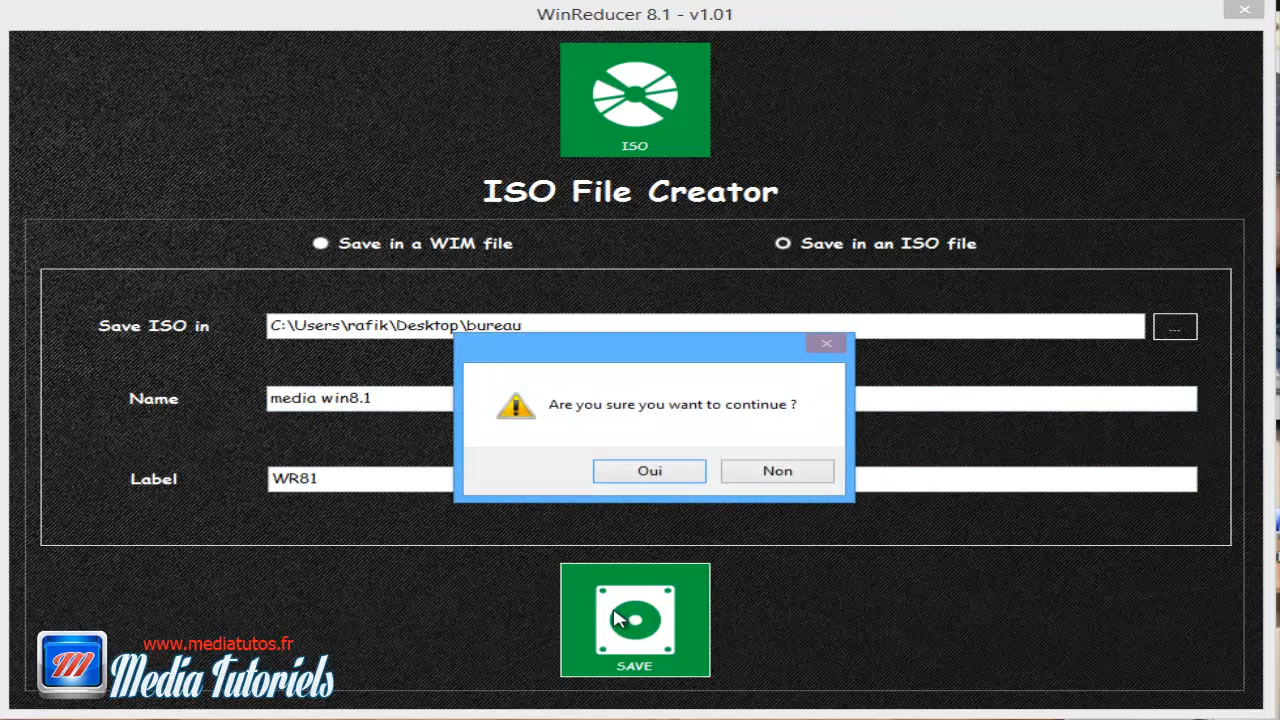 WinReducer 8.1 - v1.01
ISO
ISO File Creator
Save in a WIM file
Save in an ISO file
Save ISO in
C:\Users\rafik\Desktop\bureau
...
Name
media win8.1
Are you sure you want to continue ?
Oui
Non
Label
WR81
SAVE
www.mediatutos.fr
Media Tutoriels